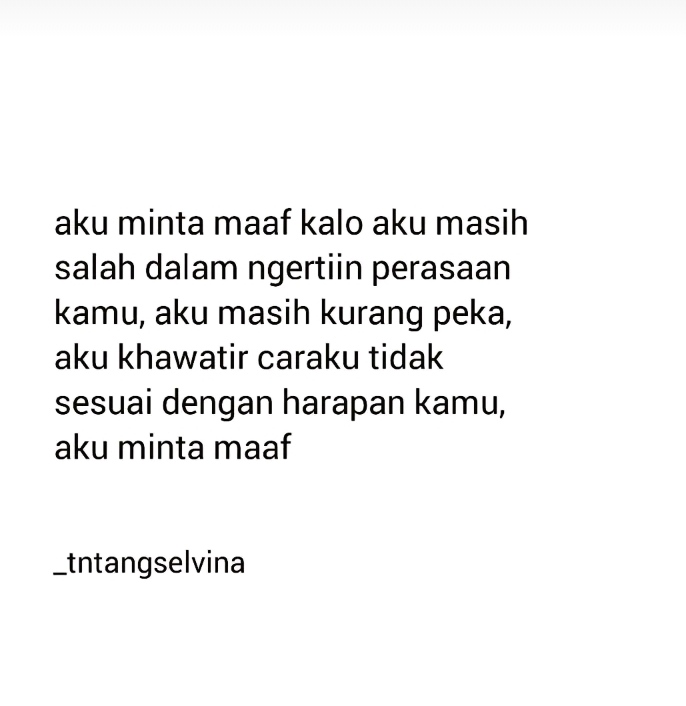 aku minta maaf kalo aku masih
salah dalam ngertiin perasaan
kamu, aku masih kurang peka,
aku khawatir caraku tidak
sesuai dengan harapan kamu,
aku minta maaf
_tntangselvina